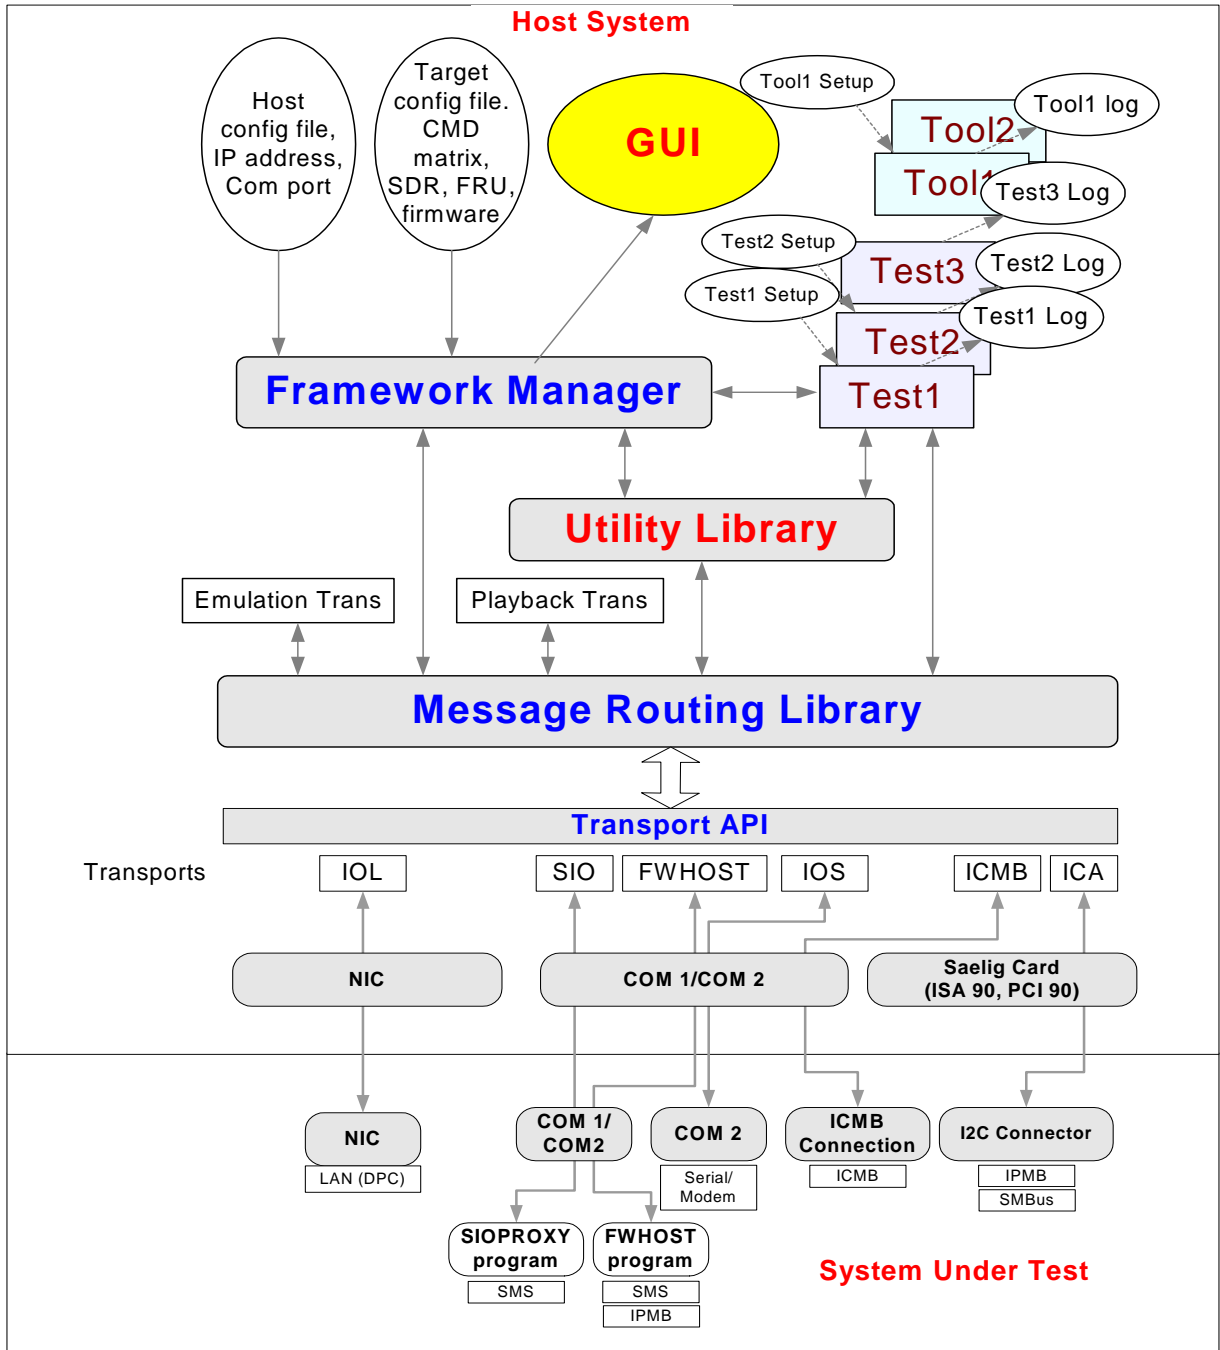 Host System
Host
config file,
IP address,
Com port
Target
config file.
CMD
matrix,
SDR, FRU,
firmware
GUI
Tool1 Setup
Tool1 log
Tool2
Tool1
Test3 Log
Test2 Setup
Test3
Test2 Log
Test1 Setup
Test1 Log
Test2
Test1
Framework Manager
Utility Library
Emulation Trans
Playback Trans
Message Routing Library
Transport API
Transports
IOL
SIO
FWHOST
IOS
ICMB
ICA
NIC
COM 1/COM 2
Saelig Card
(ISA 90, PCI 90)
NIC
LAN (DPC)
COM 1/
COM2
COM 2
Serial/
Modem
ICMB
Connection
ICMB
I2C Connector
IPMB
SMBus
SIOPROXY
program
SMS
FWHOST
program
SMS
IPMB
System Under Test